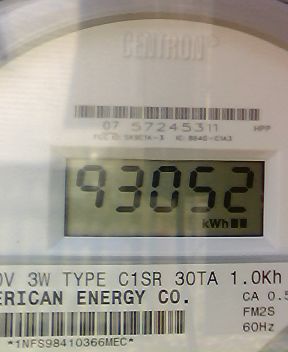 CENTRON
07 57245311 HPP
93052
kWh
0V 3W TYPE C1SR 30TA 1.0Kh
ERICAN ENERGY CO.
CA 0.5
FM2S
60Hz
*1NFS98410366MEC*